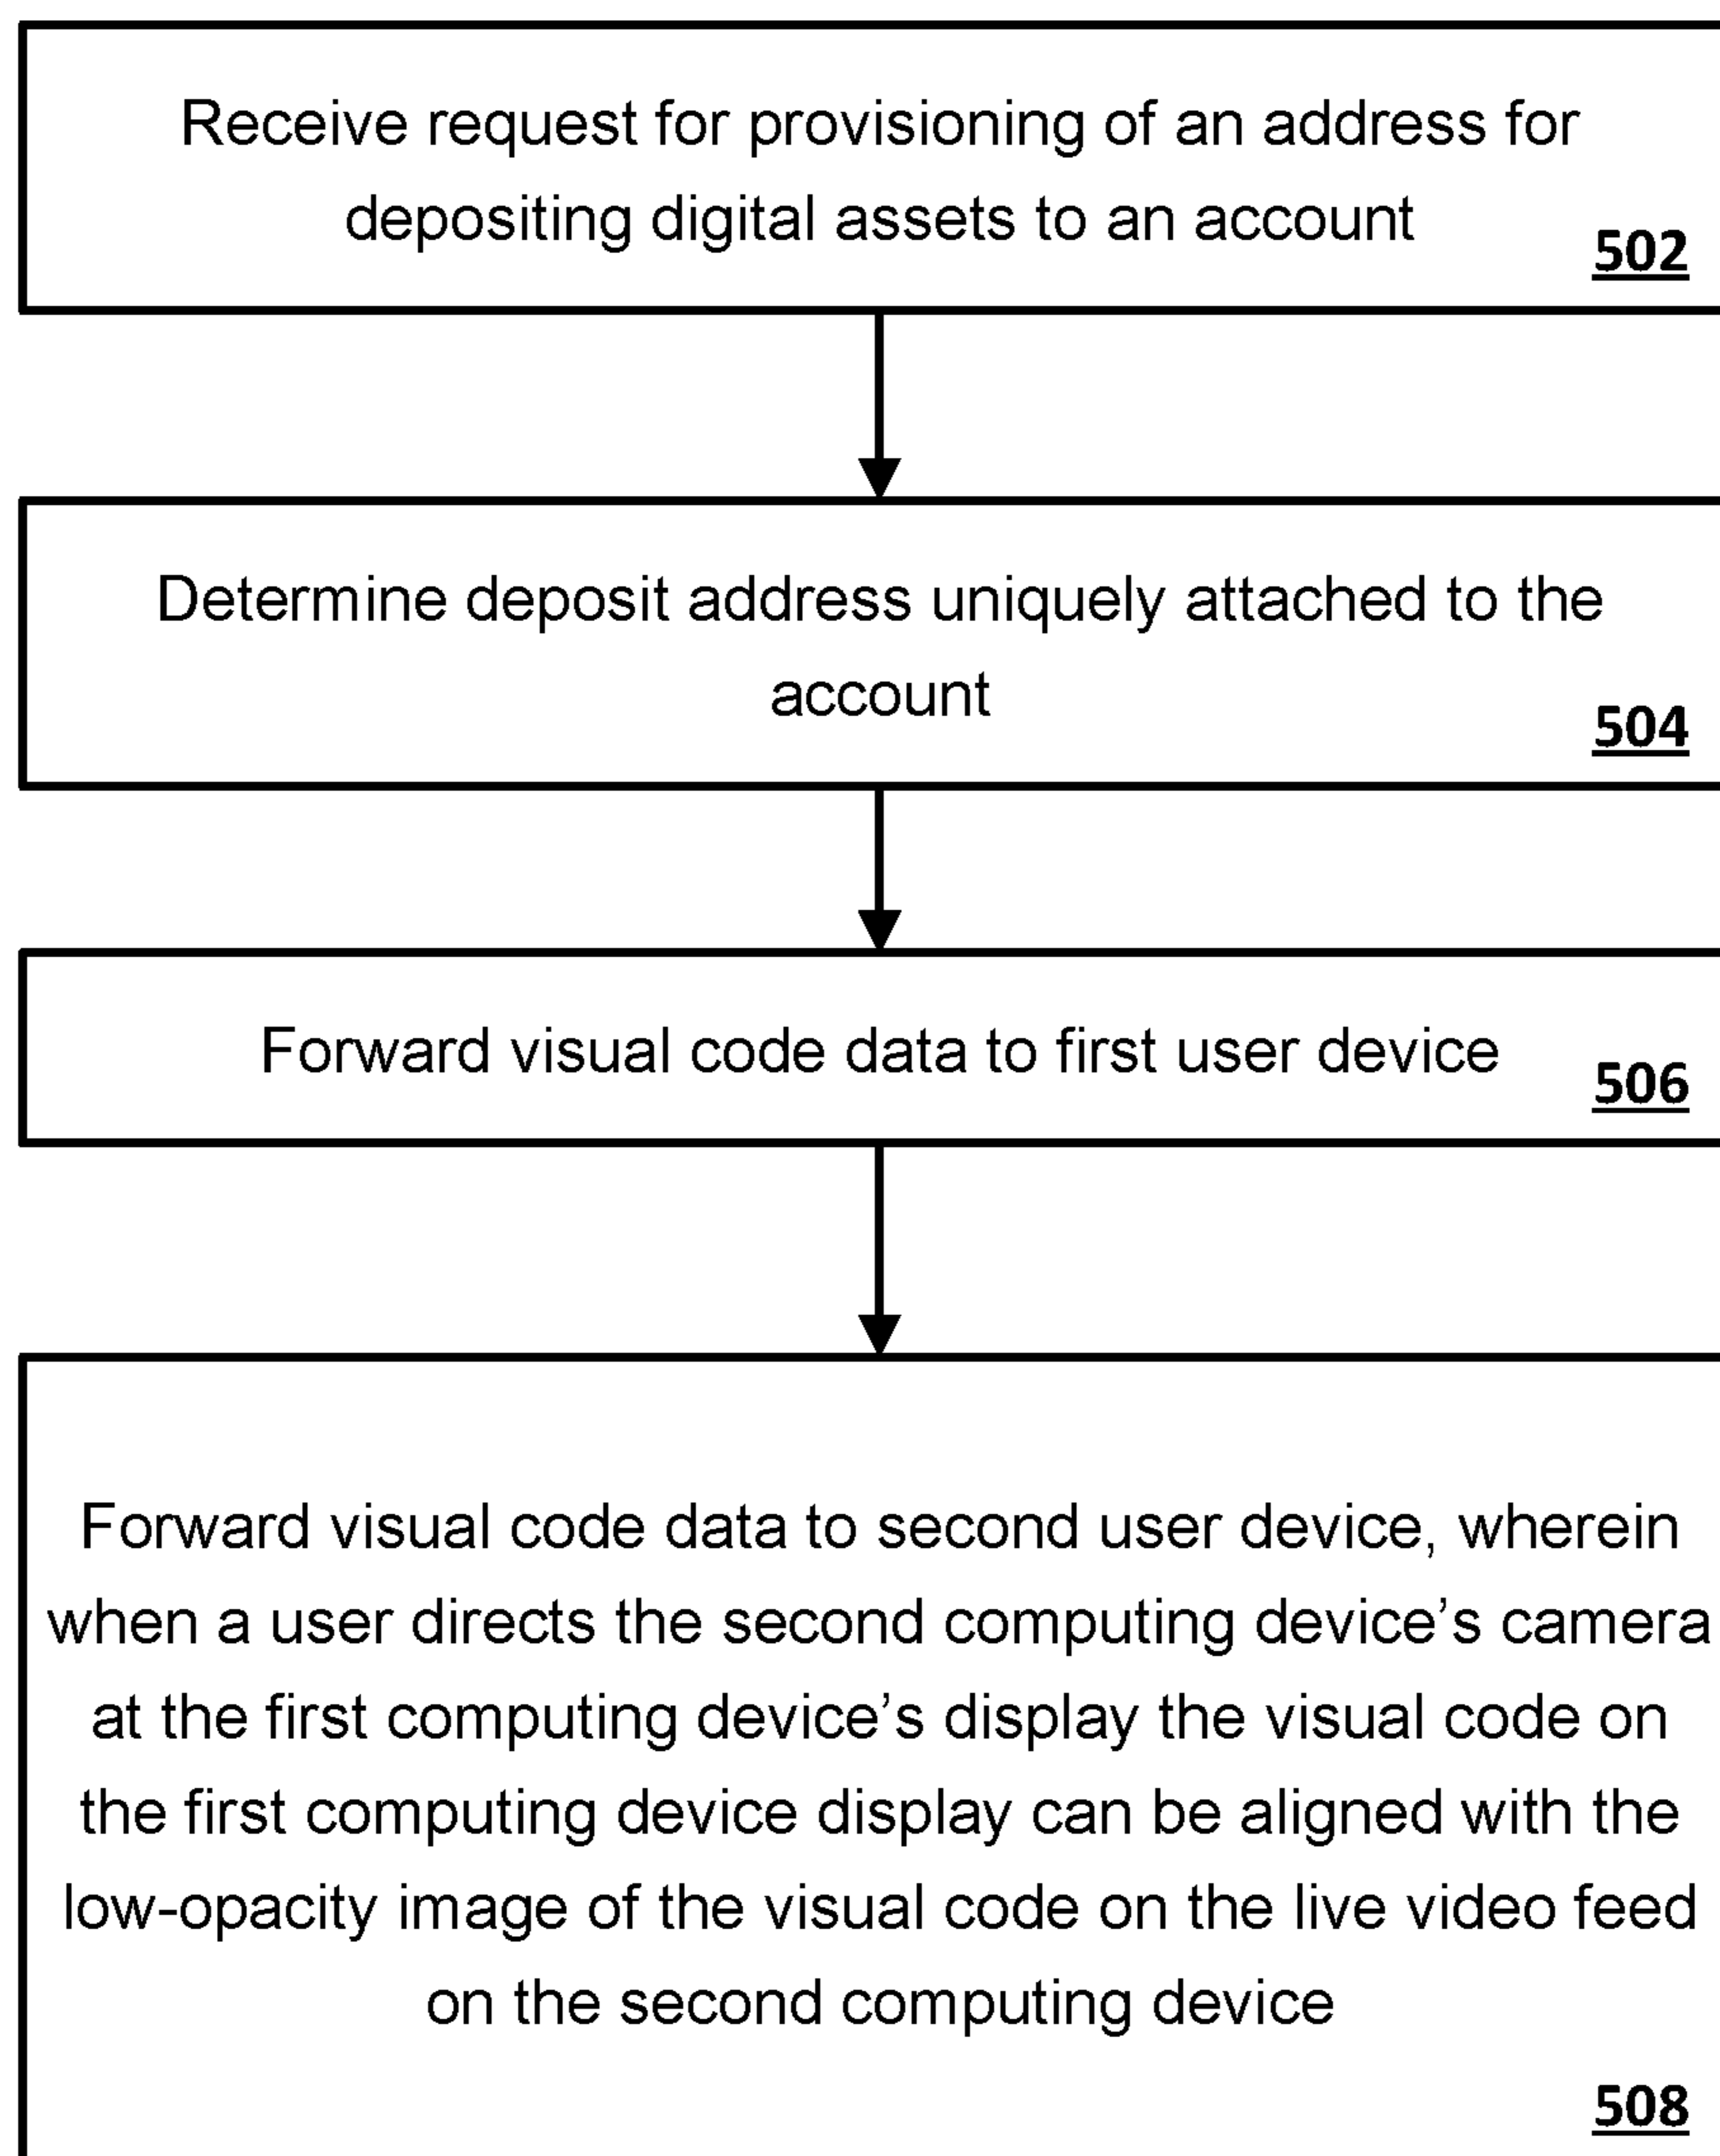 Receive request for provisioning of an address for
depositing digital assets to an account
502
Determine deposit address uniquely attached to the
account
504
Forward visual code data to first user device
506
Forward visual code data to second user device, wherein
when a user directs the second computing device’s camera
at the first computing device’s display the visual code on
the first computing device display can be aligned with the
low-opacity image of the visual code on the live video feed
on the second computing device
508